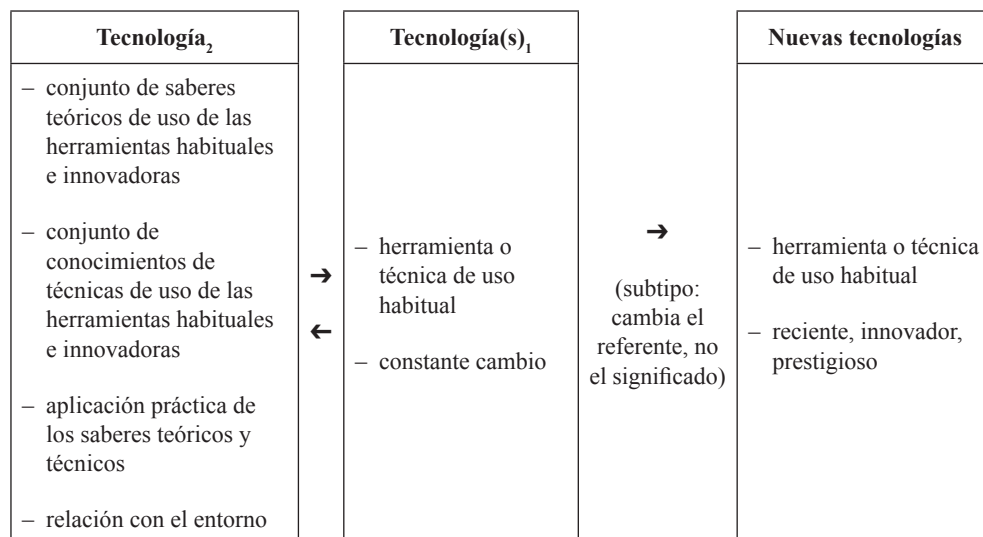 Tecnología₂
– conjunto de saberes
teóricos de uso de las
herramientas habituales
e innovadoras
– conjunto de
conocimientos de
técnicas de uso de las
herramientas habituales
e innovadoras
– aplicación práctica de
los saberes teóricos y
técnicos
– relación con el entorno
➔
➔
Tecnología(s)₁
– herramienta o
técnica de uso
habitual
– constante cambio
➔
(subtipo:
cambia el
referente, no
el significado)
Nuevas tecnologías
– herramienta o técnica
de uso habitual
– reciente, innovador,
prestigioso